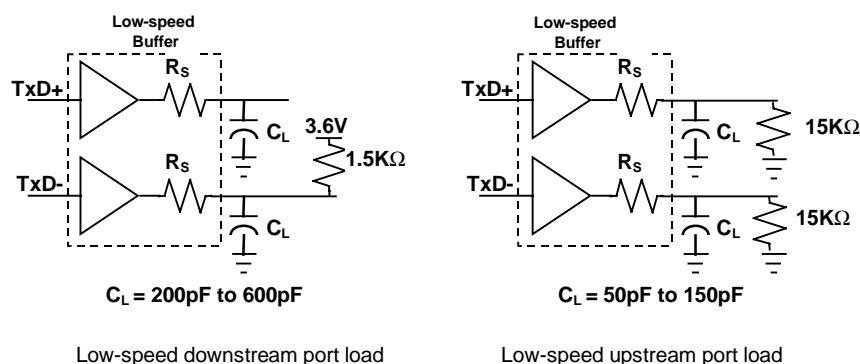 Low-speed
Buffer
RS
TxD+
CL
3.6V
1.5KΩ
RS
TxD-
CL
CL = 200pF to 600pF
Low-speed downstream port load
Low-speed
Buffer
RS
TxD+
CL
15KΩ
RS
TxD-
CL
15KΩ
CL = 50pF to 150pF
Low-speed upstream port load